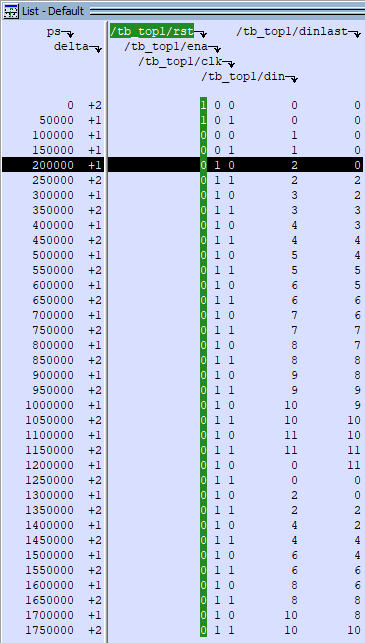 List - Default
ps /tb_top1/rst /tb_top1/dinlast
delta /tb_top1/ena
/tb_top1/clk
/tb_top1/din
0 +2 1 0 0 0 0
50000 +1 1 0 1 0 0
100000 +1 0 0 0 1 0
150000 +1 0 0 1 1 0
200000 +1 0 1 0 2 0
250000 +2 0 1 1 2 2
300000 +1 0 1 0 3 2
350000 +2 0 1 1 3 3
400000 +1 0 1 0 4 3
450000 +2 0 1 1 4 4
500000 +1 0 1 0 5 4
550000 +2 0 1 1 5 5
600000 +1 0 1 0 6 5
650000 +2 0 1 1 6 6
700000 +1 0 1 0 7 6
750000 +2 0 1 1 7 7
800000 +1 0 1 0 8 7
850000 +2 0 1 1 8 8
900000 +1 0 1 0 9 8
950000 +2 0 1 1 9 9
1000000 +1 0 1 0 10 9
1050000 +2 0 1 1 10 10
1100000 +1 0 1 0 11 10
1150000 +2 0 1 1 11 11
1200000 +1 0 1 0 0 11
1250000 +2 0 1 1 0 0
1300000 +1 0 1 0 2 0
1350000 +2 0 1 1 2 2
1400000 +1 0 1 0 4 2
1450000 +2 0 1 1 4 4
1500000 +1 0 1 0 6 4
1550000 +2 0 1 1 6 6
1600000 +1 0 1 0 8 6
1650000 +2 0 1 1 8 8
1700000 +1 0 1 0 10 8
1750000 +2 0 1 1 10 10